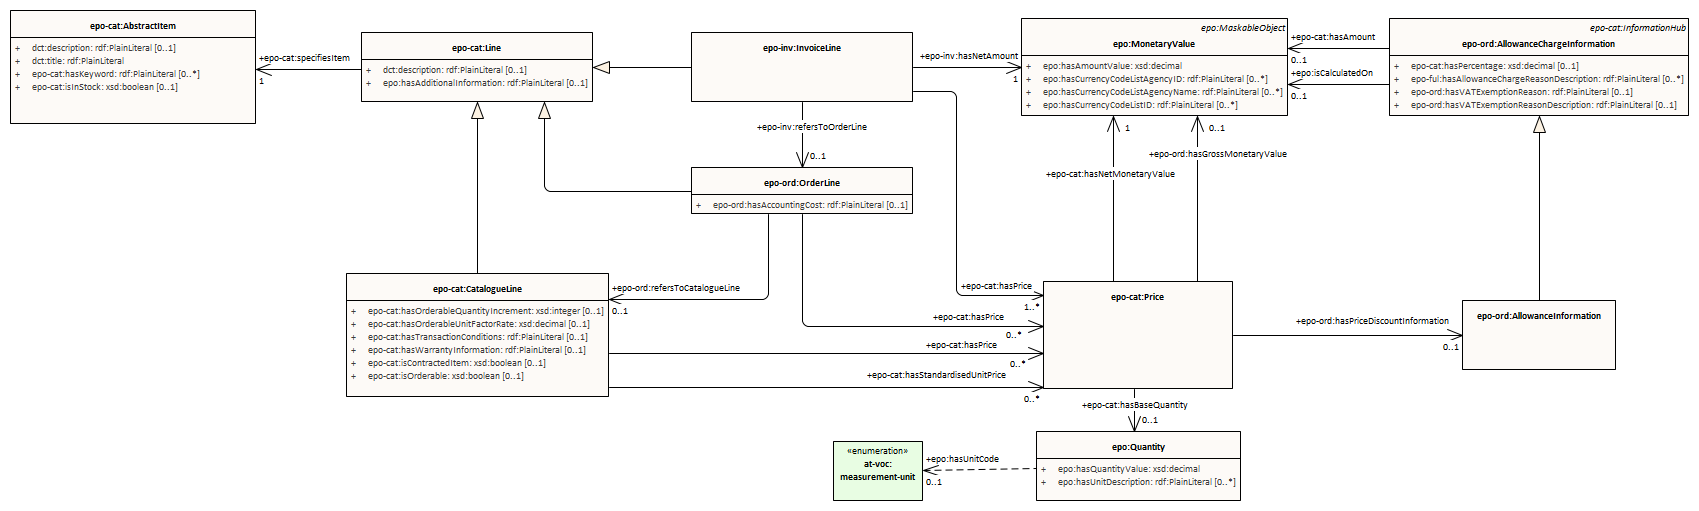 epo-cat:AbstractItem
+ dct:description: rdf:PlainLiteral [0..1]
+ dct:title: rdf:PlainLiteral
+ epo-cat:hasKeyword: rdf:PlainLiteral [0..*]
+ epo-cat:isInStock: xsd:boolean [0..1]
+epo-cat:specifiesItem
1
epo-cat:Line
+ dct:description: rdf:PlainLiteral [0..1]
+ epo:hasAdditionalInformation: rdf:PlainLiteral [0..1]
epo-inv:InvoiceLine
+epo-inv:hasNetAmount
1
epo:MaskableObject
epo:MonetaryValue
+ epo:hasAmountValue: xsd:decimal
+ epo:hasCurrencyCodeListAgencyID: rdf:PlainLiteral [0..*]
+ epo:hasCurrencyCodeListAgencyName: rdf:PlainLiteral [0..*]
+ epo:hasCurrencyCodeListID: rdf:PlainLiteral [0..*]
+epo-cat:hasAmount
0..1
+epo:isCalculatedOn
0..1
epo-cat:InformationHub
epo-ord:AllowanceChargeInformation
+ epo-cat:hasPercentage: xsd:decimal [0..1]
+ epo-ful:hasAllowanceChargeReasonDescription: rdf:PlainLiteral [0..*]
+ epo-ord:hasVATExemptionReason: rdf:PlainLiteral [0..1]
+ epo-ord:hasVATExemptionReasonDescription: rdf:PlainLiteral [0..1]
+epo-inv:refersToOrderLine
0..1
1
0..1
+epo-ord:hasGrossMonetaryValue
+epo-cat:hasNetMonetaryValue
epo-ord:OrderLine
+ epo-ord:hasAccountingCost: rdf:PlainLiteral [0..1]
epo-cat:CatalogueLine
+ epo-cat:hasOrderableQuantityIncrement: xsd:integer [0..1]
+ epo-cat:hasOrderableUnitFactorRate: xsd:decimal [0..1]
+ epo-cat:hasTransactionConditions: rdf:PlainLiteral [0..1]
+ epo-cat:hasWarrantyInformation: rdf:PlainLiteral [0..1]
+ epo-cat:isContractedItem: xsd:boolean [0..1]
+ epo-cat:isOrderable: xsd:boolean [0..1]
+epo-ord:refersToCatalogueLine
0..1
+epo-cat:hasPrice
1..*
+epo-cat:hasPrice
0..*
+epo-cat:hasPrice
0..*
+epo-cat:hasStandardisedUnitPrice
0..*
epo-cat:Price
+epo-ord:hasPriceDiscountInformation
0..1
epo-ord:AllowanceInformation
+epo-cat:hasBaseQuantity
0..1
«enumeration»
at-voc:
measurement-unit
+epo:hasUnitCode
0..1
epo:Quantity
+ epo:hasQuantityValue: xsd:decimal
+ epo:hasUnitDescription: rdf:PlainLiteral [0..*]